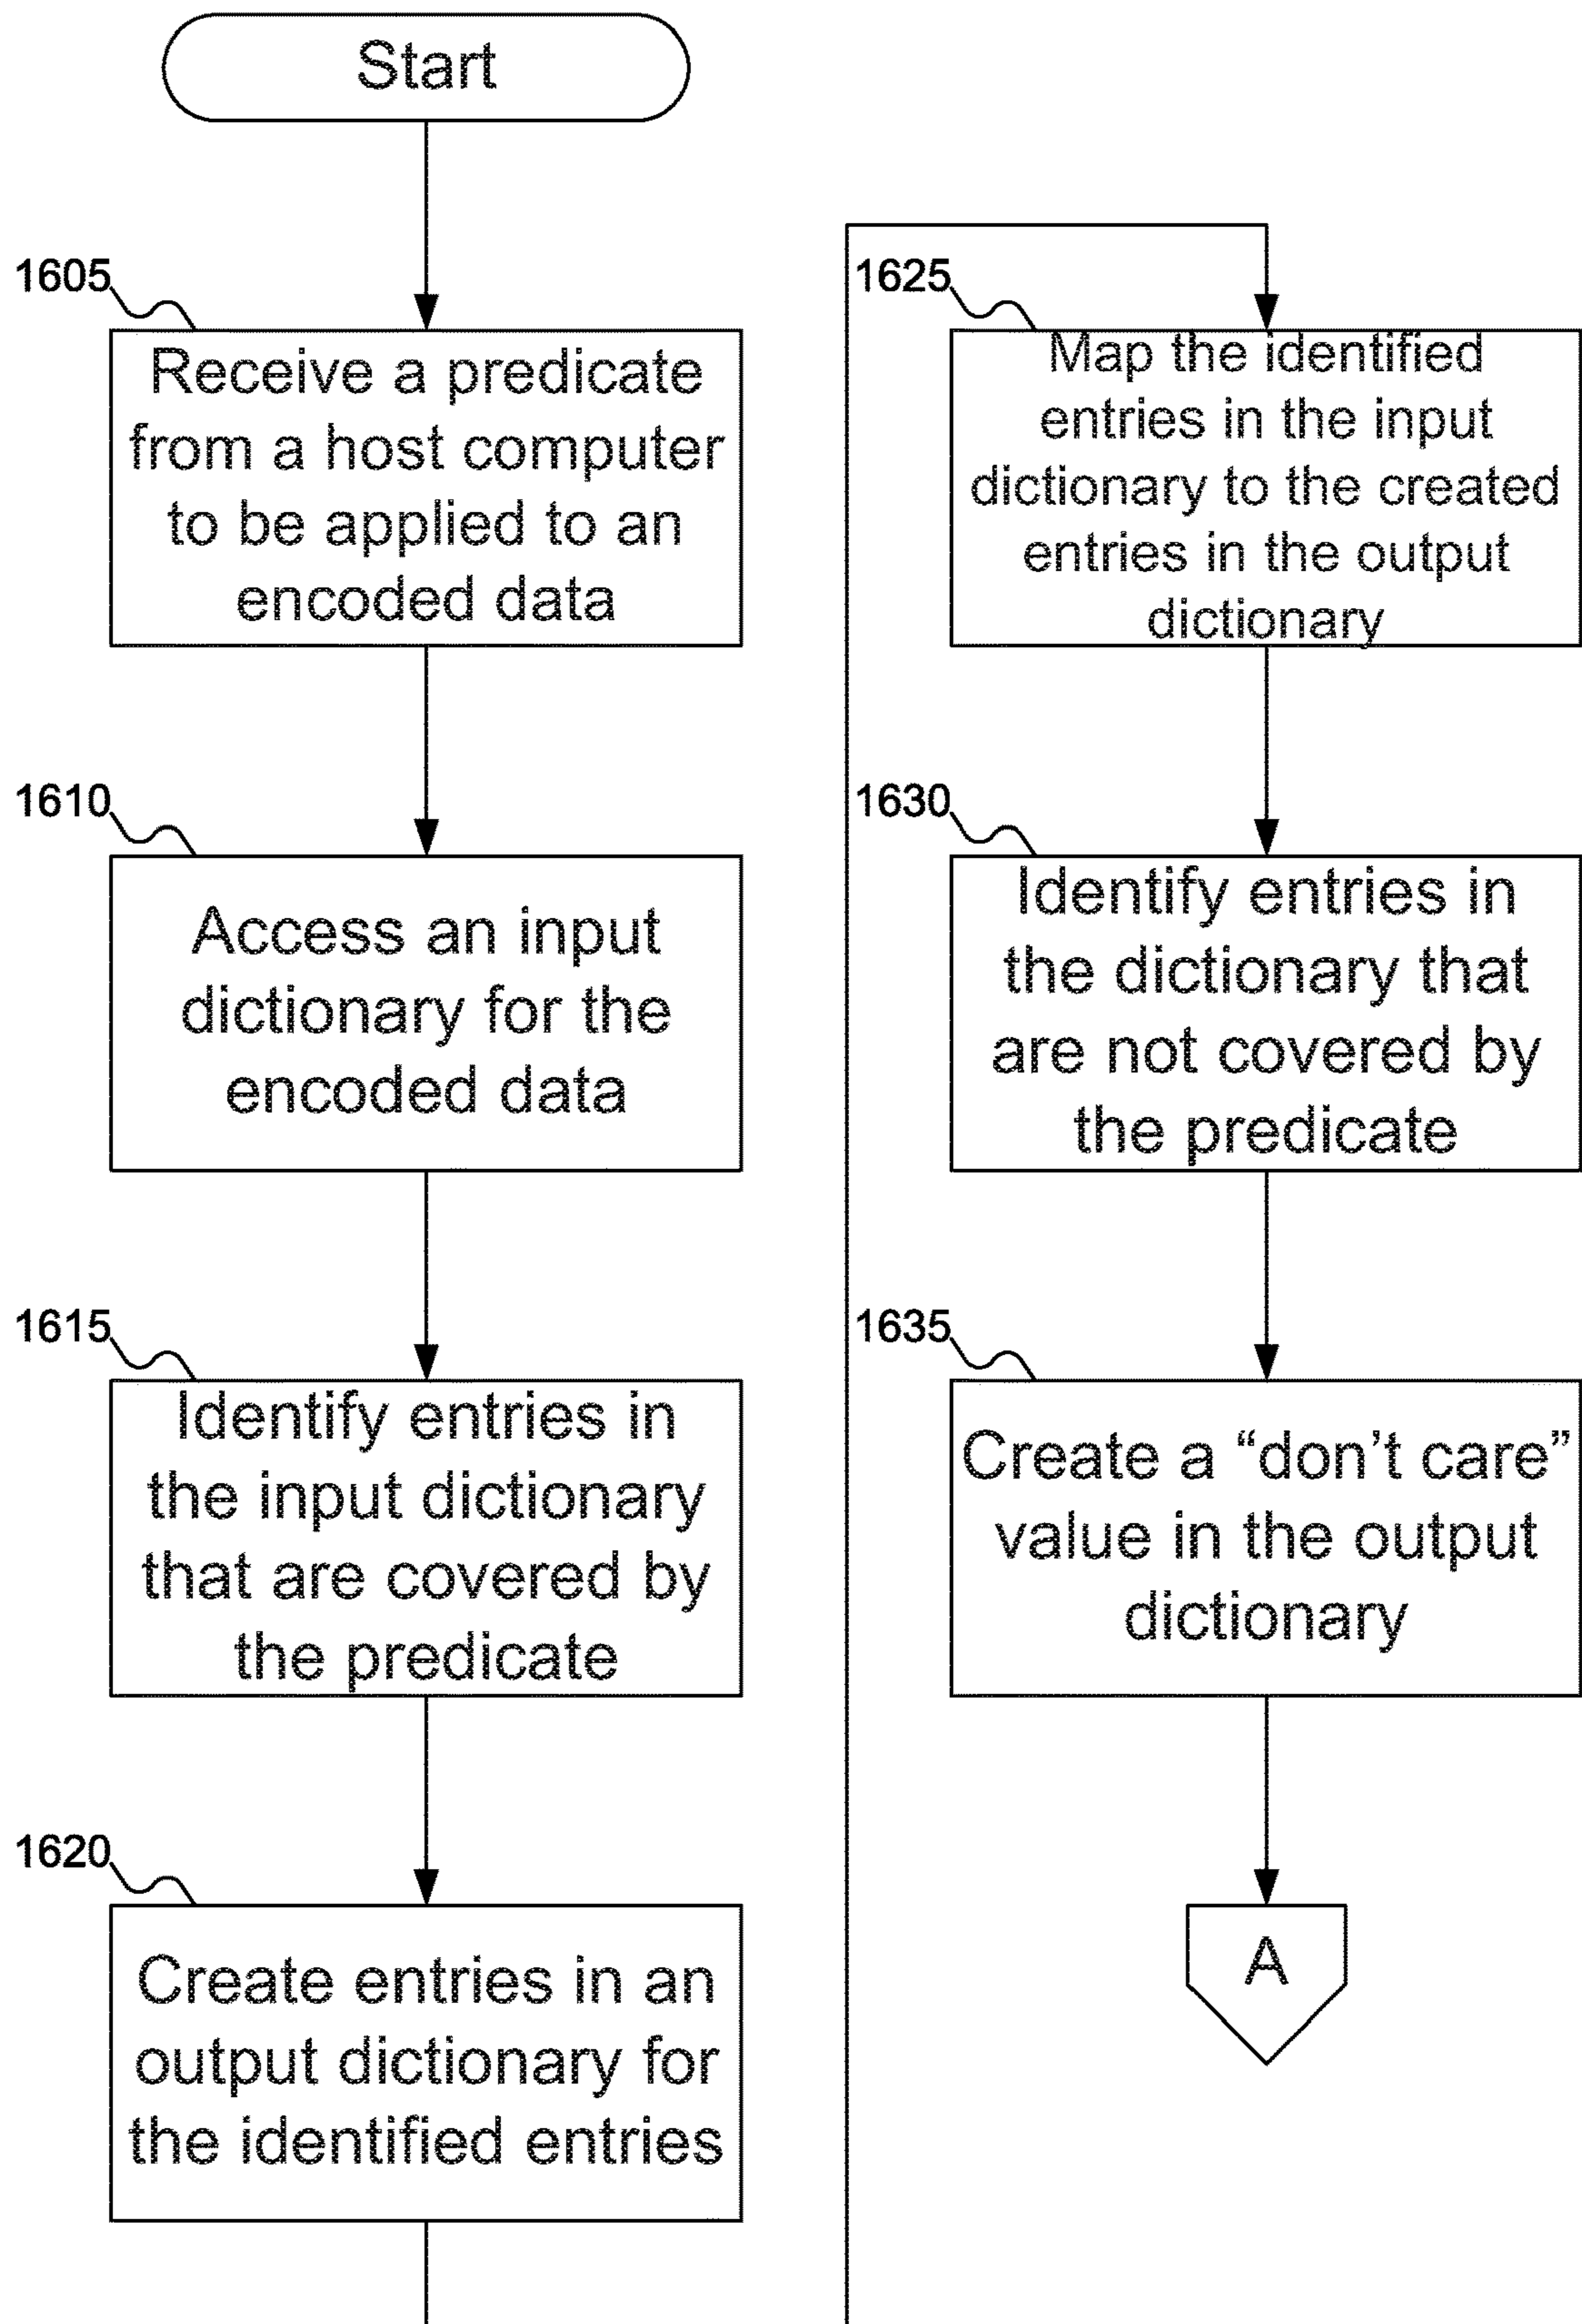 Start
1605
Receive a predicate
from a host computer
to be applied to an
encoded data
1610
Access an input
dictionary for the
encoded data
1615
Identify entries in
the input dictionary
that are covered by
the predicate
1620
Create entries in an
output dictionary for
the identified entries
1625
Map the identified
entries in the input
dictionary to the created
entries in the output
dictionary
1630
Identify entries in
the dictionary that
are not covered by
the predicate
1635
Create a “don’t care”
value in the output
dictionary
A